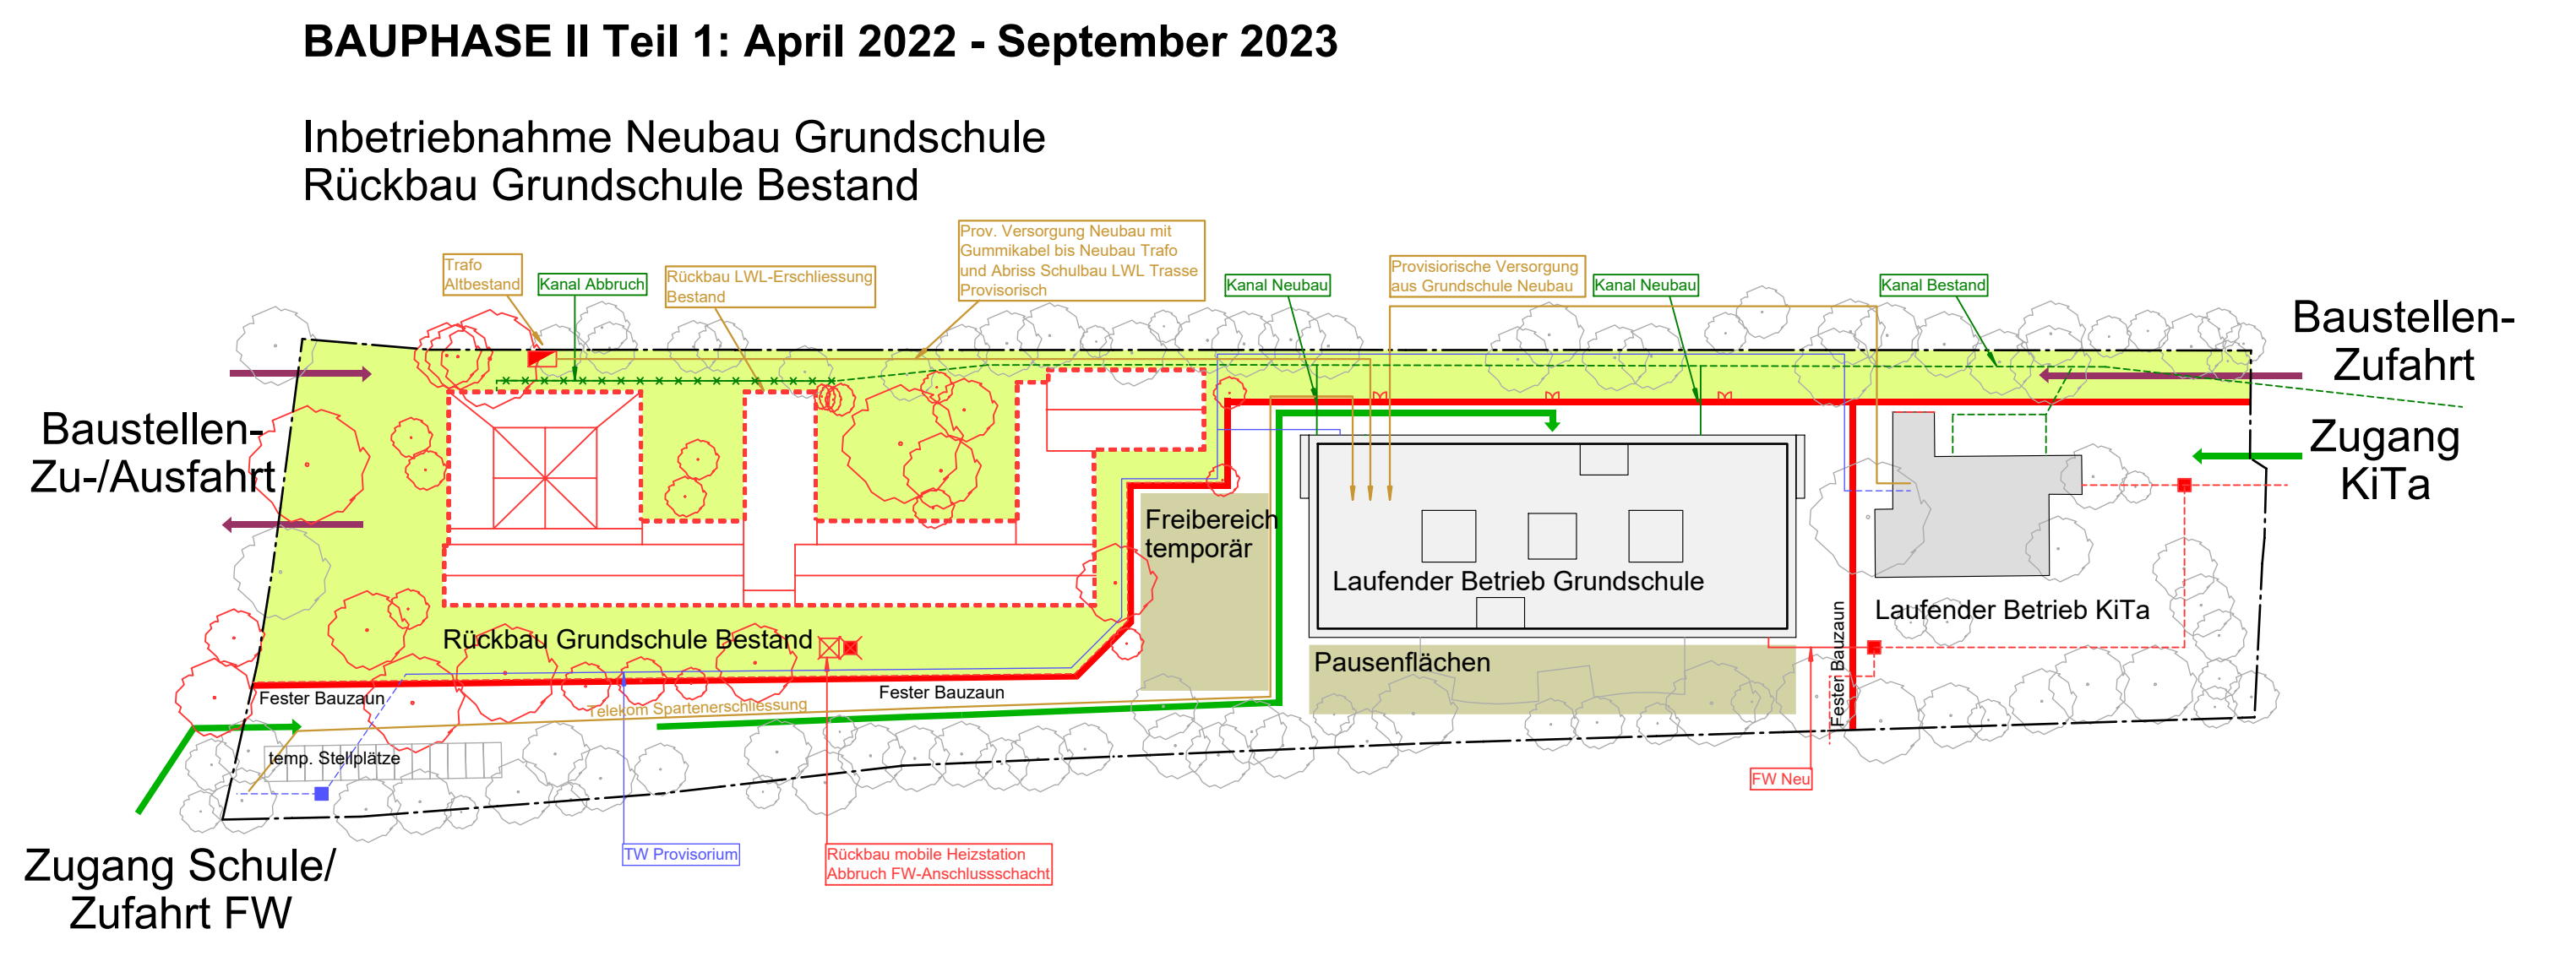 BAUPHASE II Teil 1: April 2022 - September 2023
Inbetriebnahme Neubau Grundschule
Rückbau Grundschule Bestand
Trafo
Altbestand
Kanal Abbruch
Rückbau LWL-Erschliessung
Bestand
Prov. Versorgung Neubau mit
Gummikabel bis Neubau Trafo
und Abriss Schulbau LWL Trasse
Provisorisch
Kanal Neubau
Provisiorische Versorgung
aus Grundschule Neubau
Kanal Neubau
Kanal Bestand
Baustellen-
Zufahrt
Baustellen-
Zu-/Ausfahrt
Zugang
KiTa
Freibereich
temporär
Laufender Betrieb Grundschule
Laufender Betrieb KiTa
Rückbau Grundschule Bestand
Pausenflächen
Fester Bauzaun
Fester Bauzaun
Fester Bauzaun
Telekom Spartenerschliessung
temp. Stellplätze
FW Neu
TW Provisorium
Rückbau mobile Heizstation
Abbruch FW-Anschlussschacht
Zugang Schule/
Zufahrt FW